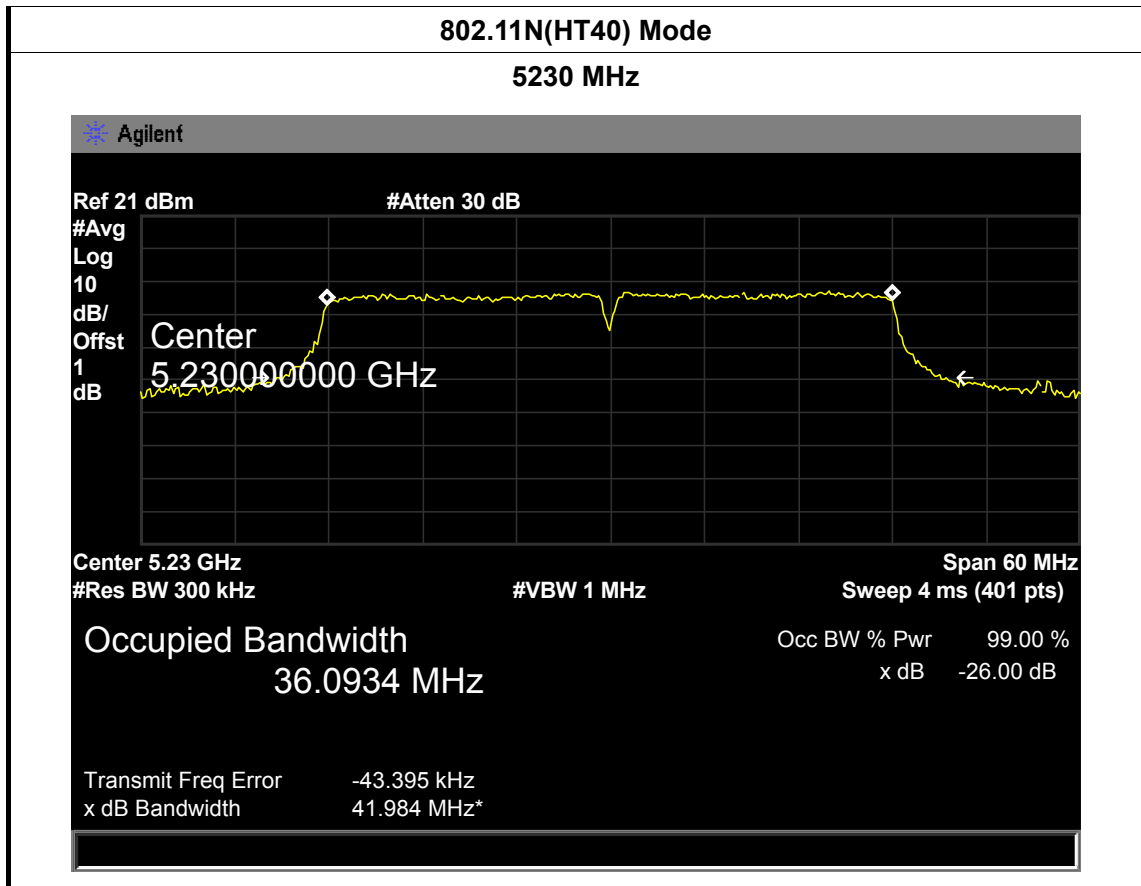 802.11N(HT40) Mode
5230 MHz
Agilent
Ref 21 dBm #Atten 30 dB
#Avg
Log
10
dB/
Offst
1
dB
Center
5.230000000 GHz
Center 5.23 GHz Span 60 MHz
#Res BW 300 kHz #VBW 1 MHz Sweep 4 ms (401 pts)
Occupied Bandwidth Occ BW % Pwr 99.00 %
36.0934 MHz x dB -26.00 dB
Transmit Freq Error -43.395 kHz
x dB Bandwidth 41.984 MHz*